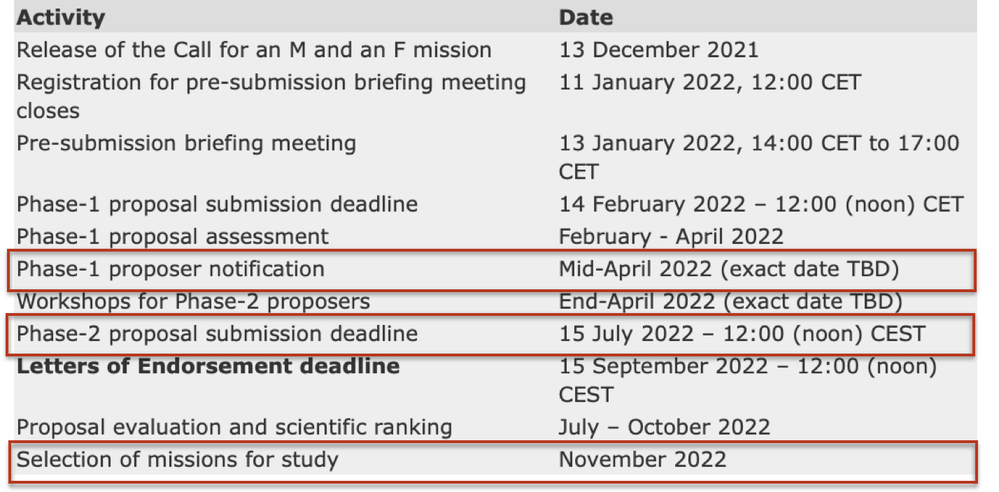 Activity Date
Release of the Call for an M and an F mission 13 December 2021
Registration for pre-submission briefing meeting 11 January 2022, 12:00 CET
closes
Pre-submission briefing meeting 13 January 2022, 14:00 CET to 17:00
CET
Phase-1 proposal submission deadline 14 February 2022 – 12:00 (noon) CET
Phase-1 proposal assessment February - April 2022
Phase-1 proposer notification Mid-April 2022 (exact date TBD)
Workshops for Phase-2 proposers End-April 2022 (exact date TBD)
Phase-2 proposal submission deadline 15 July 2022 – 12:00 (noon) CEST
Letters of Endorsement deadline 15 September 2022 – 12:00 (noon)
CEST
Proposal evaluation and scientific ranking July – October 2022
Selection of missions for study November 2022